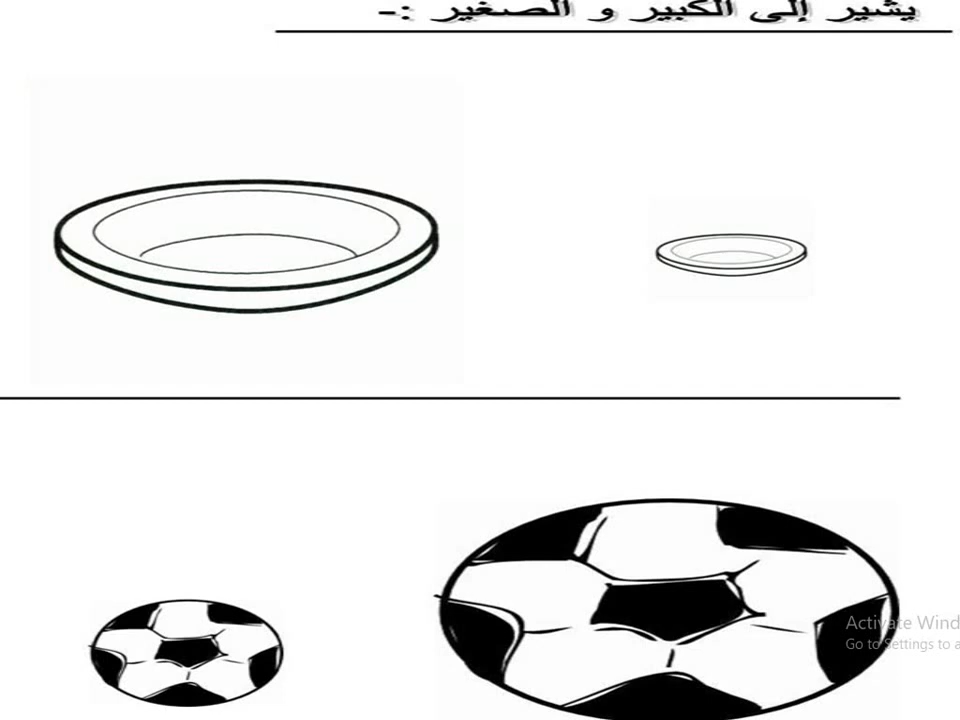 يشير إلى الكبير و الصغير :-
Activate Wind
Go to Settings to a